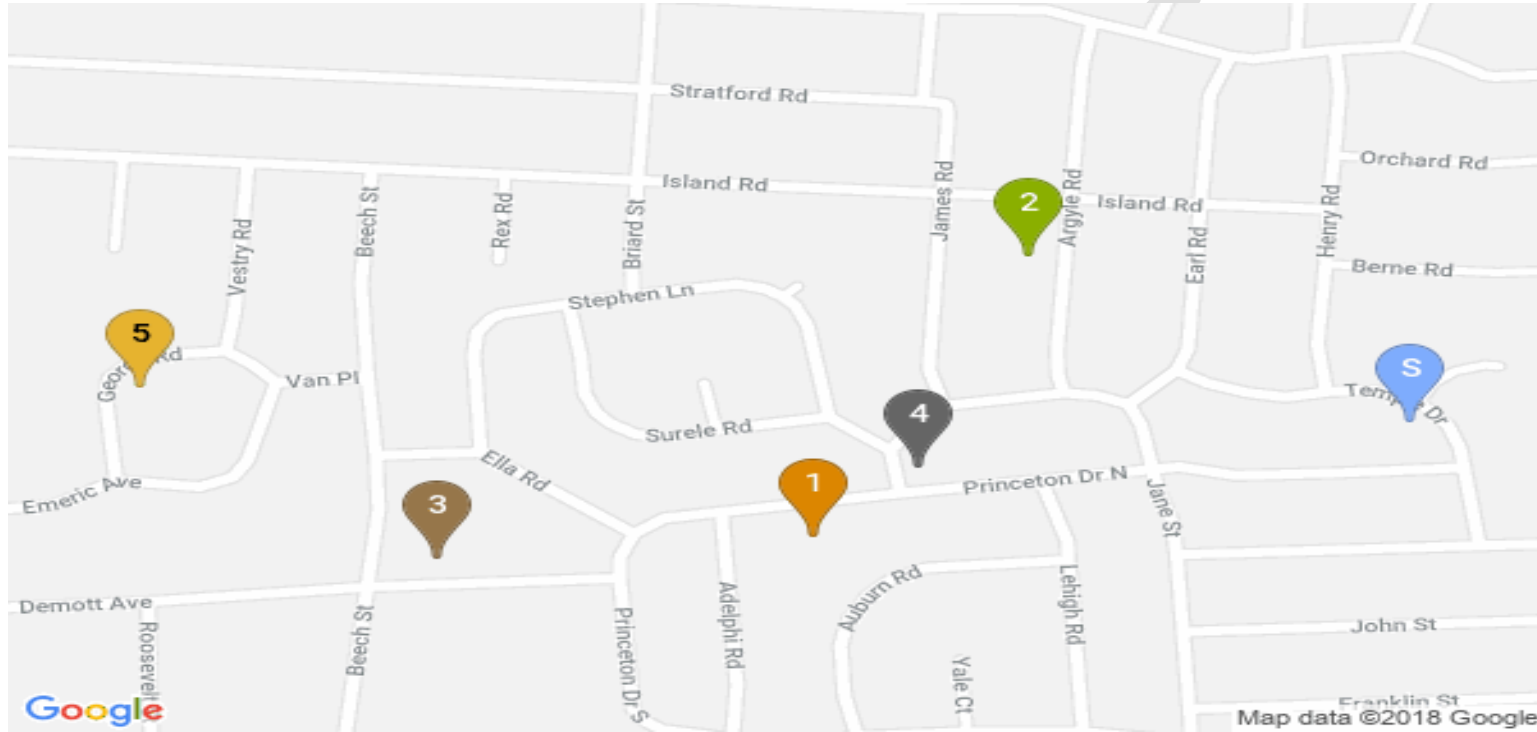 Stratford Rd
Orchard Rd
Island Rd
James Rd
2
Argyle Rd
Island Rd
Henry Rd
Vestry Rd
Beech St
Rex Rd
Briard St
Earl Rd
Berne Rd
Stephen Ln
5
Van Pl
S
4
Surele Rd
Emeric Ave
Ella Rd
3
1
Princeton Dr N
Jane St
Demott Ave
Roosevelt
Beech St
Princeton Dr S
Adelphi Rd
Auburn Rd
Lehigh Rd
Yale Ct
John St
Franklin St
Google
Map data ©2018 Google